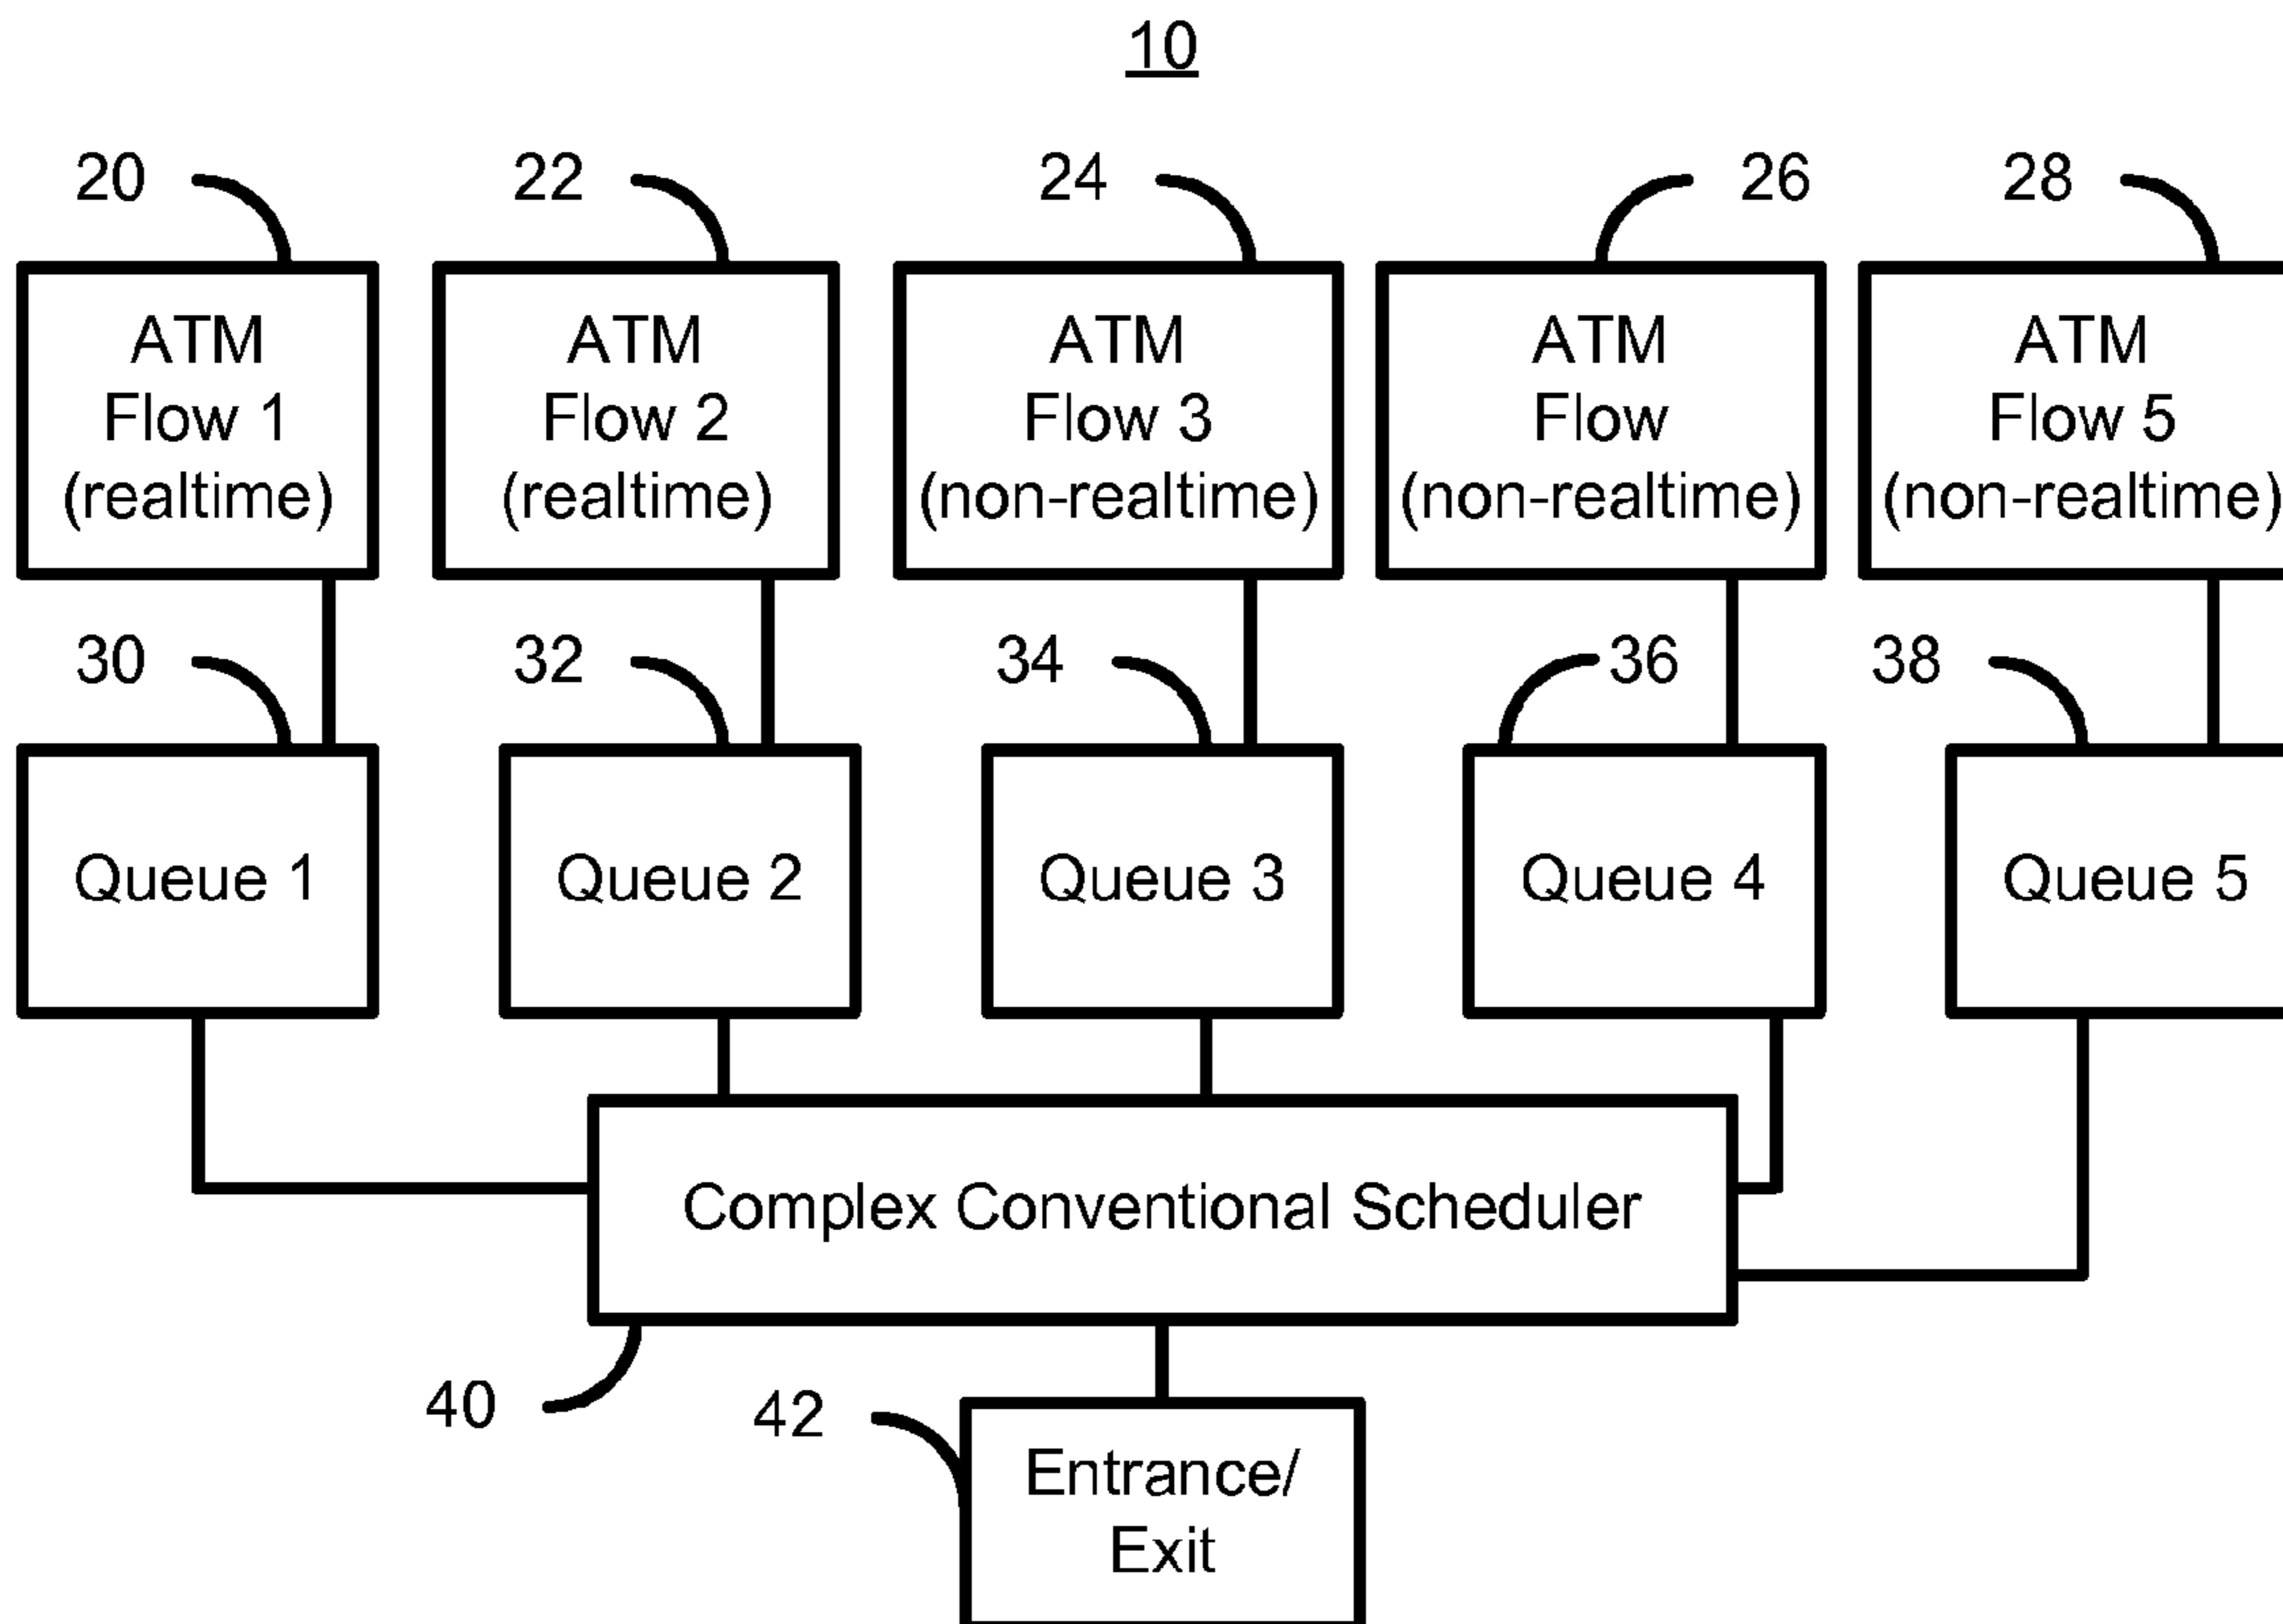 10
20
22
24
26
28
ATM
Flow 1
(realtime)
ATM
Flow 2
(realtime)
ATM
Flow 3
(non-realtime)
ATM
Flow
(non-realtime)
ATM
Flow 5
(non-realtime)
30
32
34
36
38
Queue 1
Queue 2
Queue 3
Queue 4
Queue 5
Complex Conventional Scheduler
40
42
Entrance/
Exit